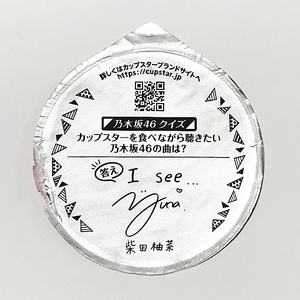 詳しくはカップスターブランドサイトへ
https://cupstar.jp
乃木坂46 クイズ
カップスターを食べながら聴きたい
乃木坂46の曲は?
答え I see...
Yuna.
柴田柚菜